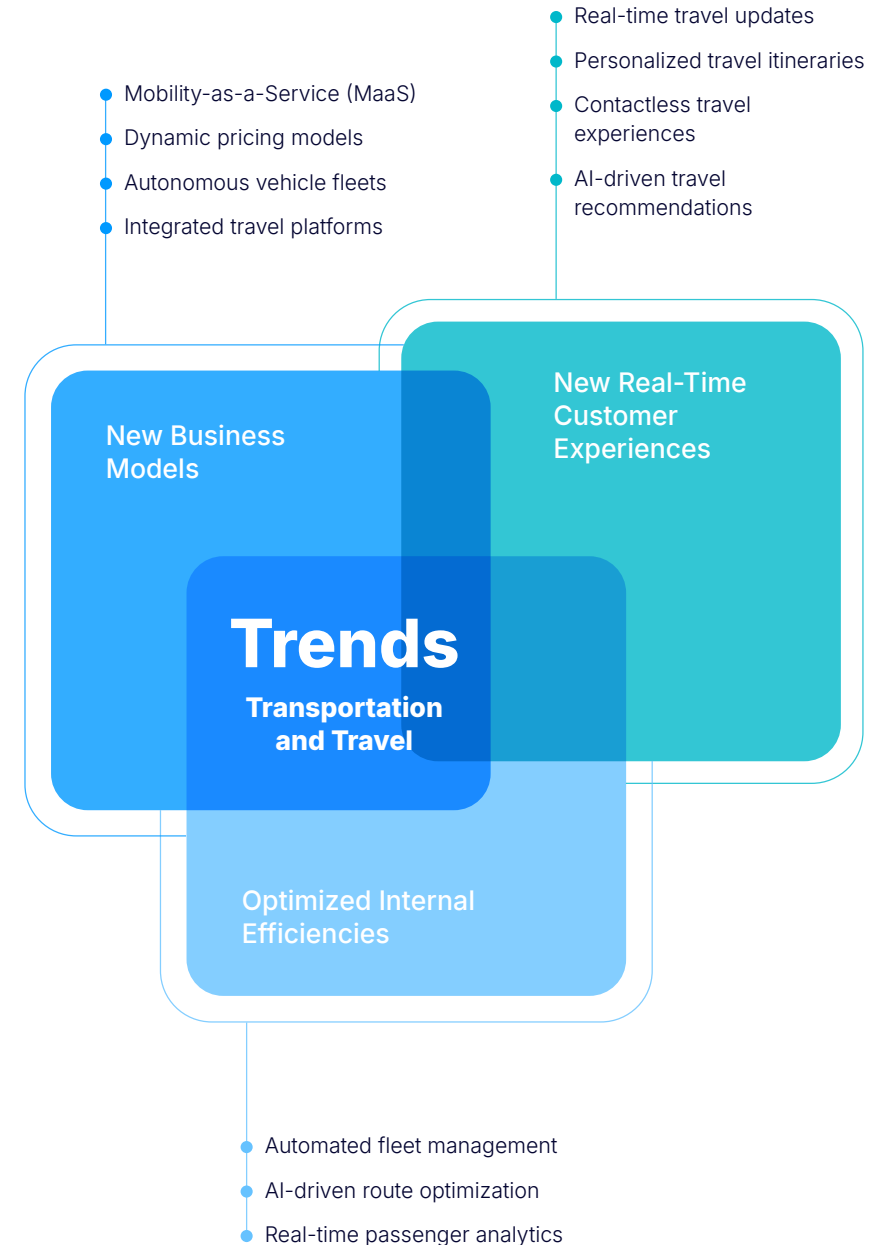 Real-time travel updates
Personalized travel itineraries
Contactless travel
experiences
AI-driven travel
recommendations
Mobility-as-a-Service (MaaS)
Dynamic pricing models
Autonomous vehicle fleets
Integrated travel platforms
New Real-Time
Customer
Experiences
New Business
Models
Trends
Transportation
and Travel
Optimized Internal
Efficiencies
Automated fleet management
AI-driven route optimization
Real-time passenger analytics